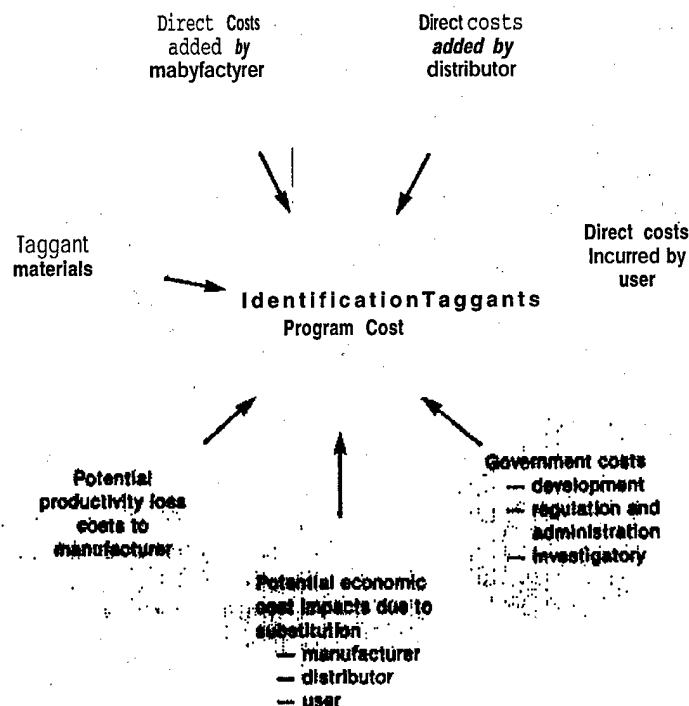 Direct Costs
added by
mabyfactyrer
Direct costs
added by
distributor
Taggant
materials
Direct costs
Incurred by
user
IdentificationTaggants
Program Cost
Potential
productivity loss
costs to
manufacturer
Government costs
— development
— regulation and
administration
— investigatory
Potential economic
cost impacts due to
substitution
— manufacturer
— distributor
— user